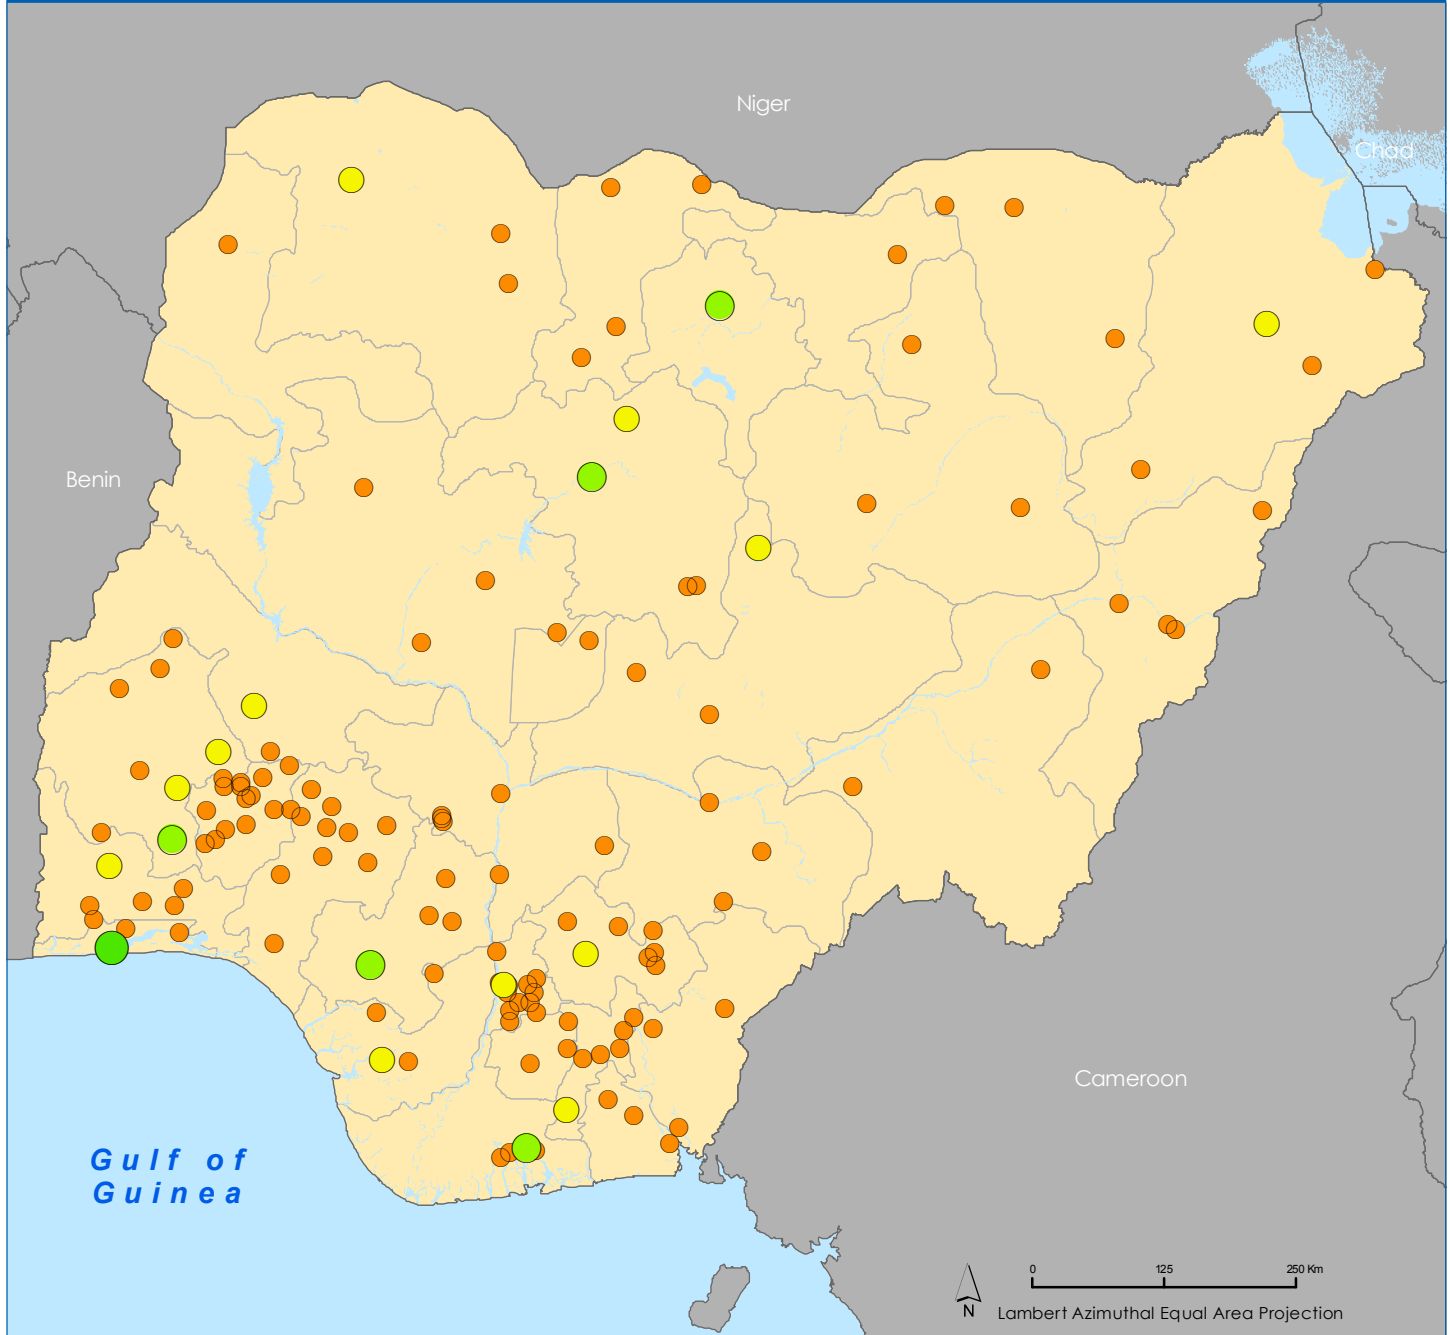 Niger
Chad
Benin
Cameroon
Gulf of
Guinea
0 125 250 Km
N
Lambert Azimuthal Equal Area Projection